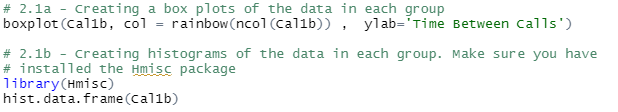 # 2.1a - Creating a box plots of the data in each group
boxplot(Cal1b, col = rainbow(ncol(Cal1b)) , ylab='Time Between Calls')
# 2.1b - Creating histograms of the data in each group. Make sure you have
# installed the Hmisc package
library(Hmisc)
hist.data.frame(Cal1b)